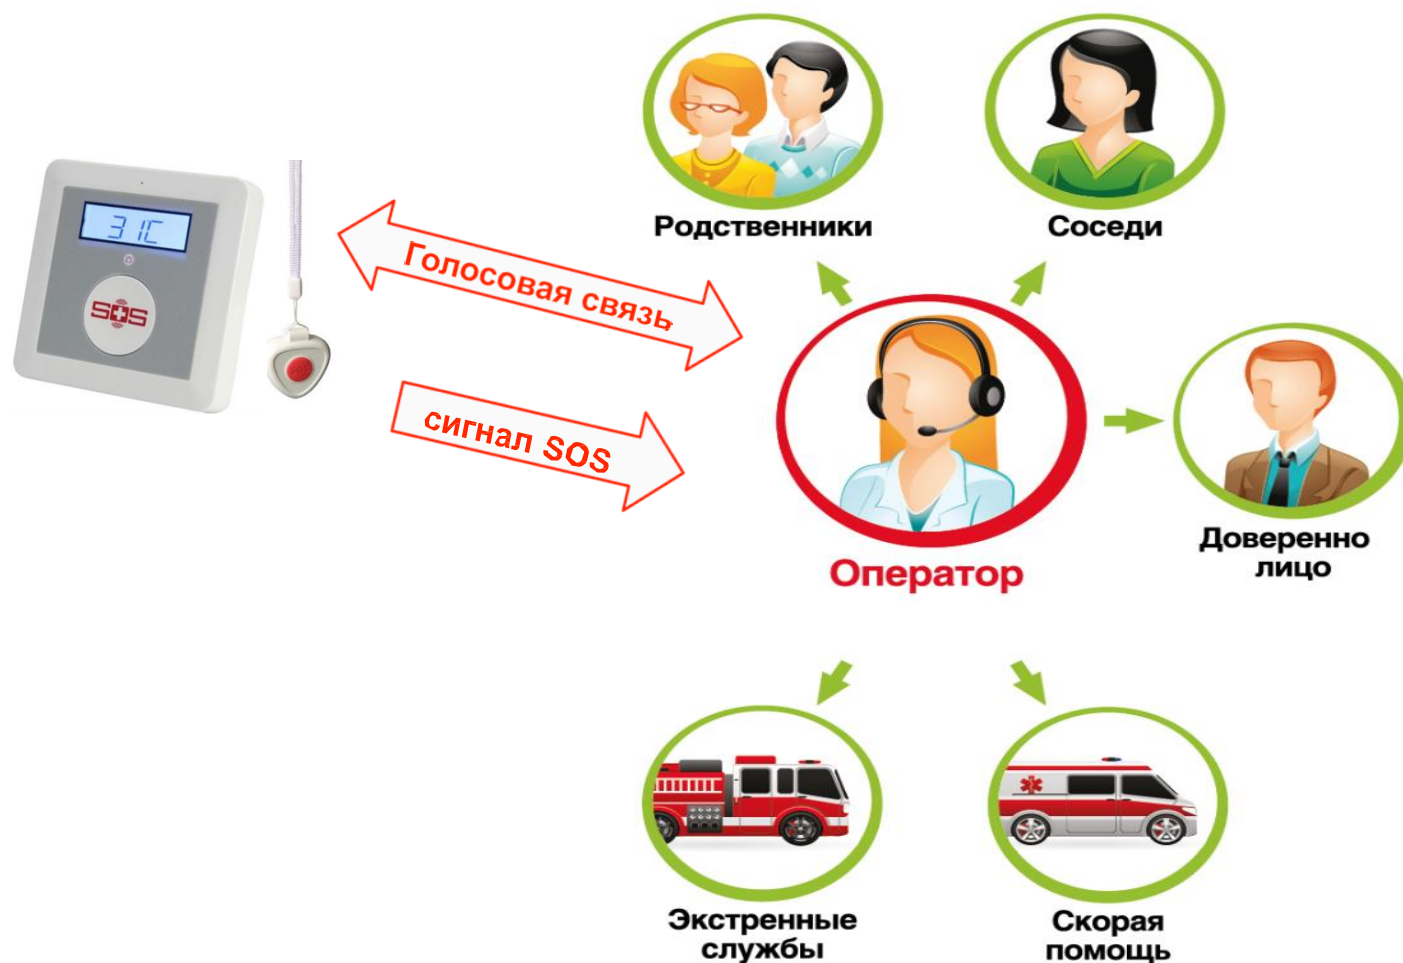 Родственники
Соседи
31C
SOS
Голосовая связь
сигнал SOS
Оператор
Доверенно
лицо
Экстренные
службы
Скорая
помощь